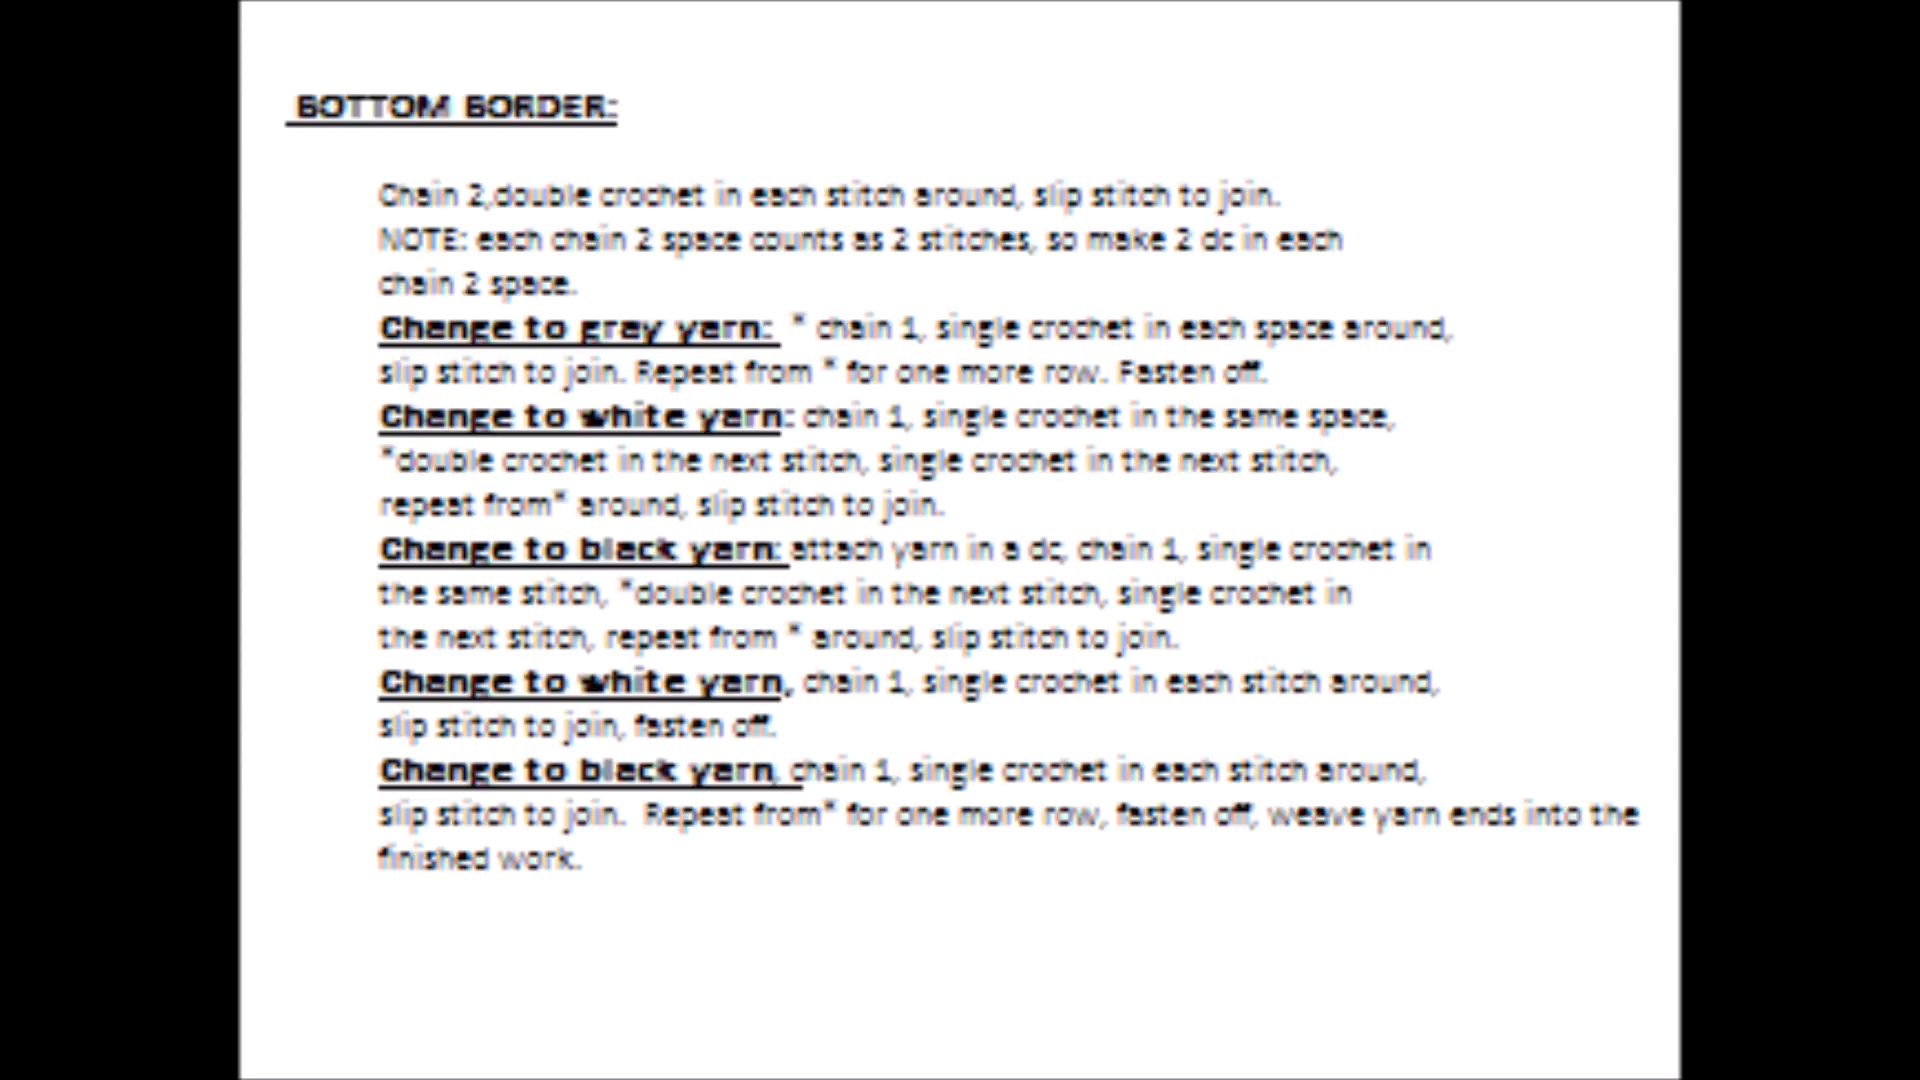 BOTTOM BORDER:
Chain 2,double crochet in each stitch around, slip stitch to join.
NOTE: each chain 2 space counts as 2 stitches, so make 2 dc in each
chain 2 space.
Change to gray yarn: * chain 1, single crochet in each space around,
slip stitch to join. Repeat from * for one more row. Fasten off.
Change to white yarn: chain 1, single crochet in the same space,
*double crochet in the next stitch, single crochet in the next stitch,
repeat from* around, slip stitch to join.
Change to black yarn: attach yarn in a dc, chain 1, single crochet in
the same stitch, *double crochet in the next stitch, single crochet in
the next stitch, repeat from * around, slip stitch to join.
Change to white yarn, chain 1, single crochet in each stitch around,
slip stitch to join, fasten off.
Change to black yarn, chain 1, single crochet in each stitch around,
slip stitch to join.  Repeat from* for one more row, fasten off, weave yarn ends into the
finished work.